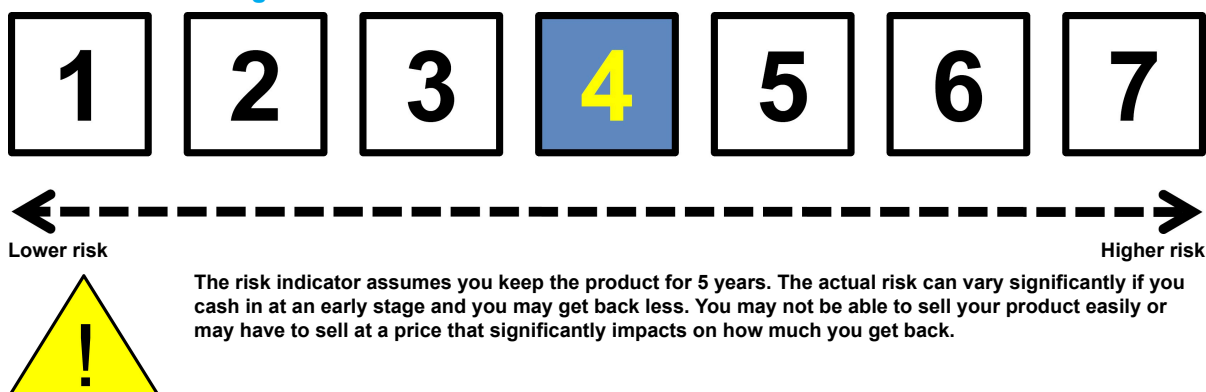 1 2 3 4 5 6 7
Lower risk Higher risk
The risk indicator assumes you keep the product for 5 years. The actual risk can vary significantly if you
cash in at an early stage and you may get back less. You may not be able to sell your product easily or
may have to sell at a price that significantly impacts on how much you get back.
!